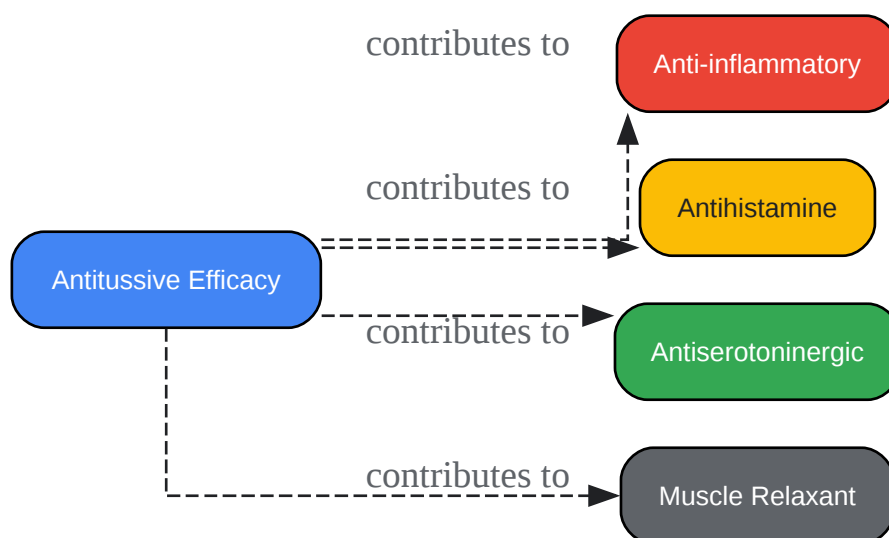 contributes to
Anti-inflammatory
contributes to
Antihistamine
Antitussive Efficacy
contributes to
Antiserotoninergic
contributes to
Muscle Relaxant